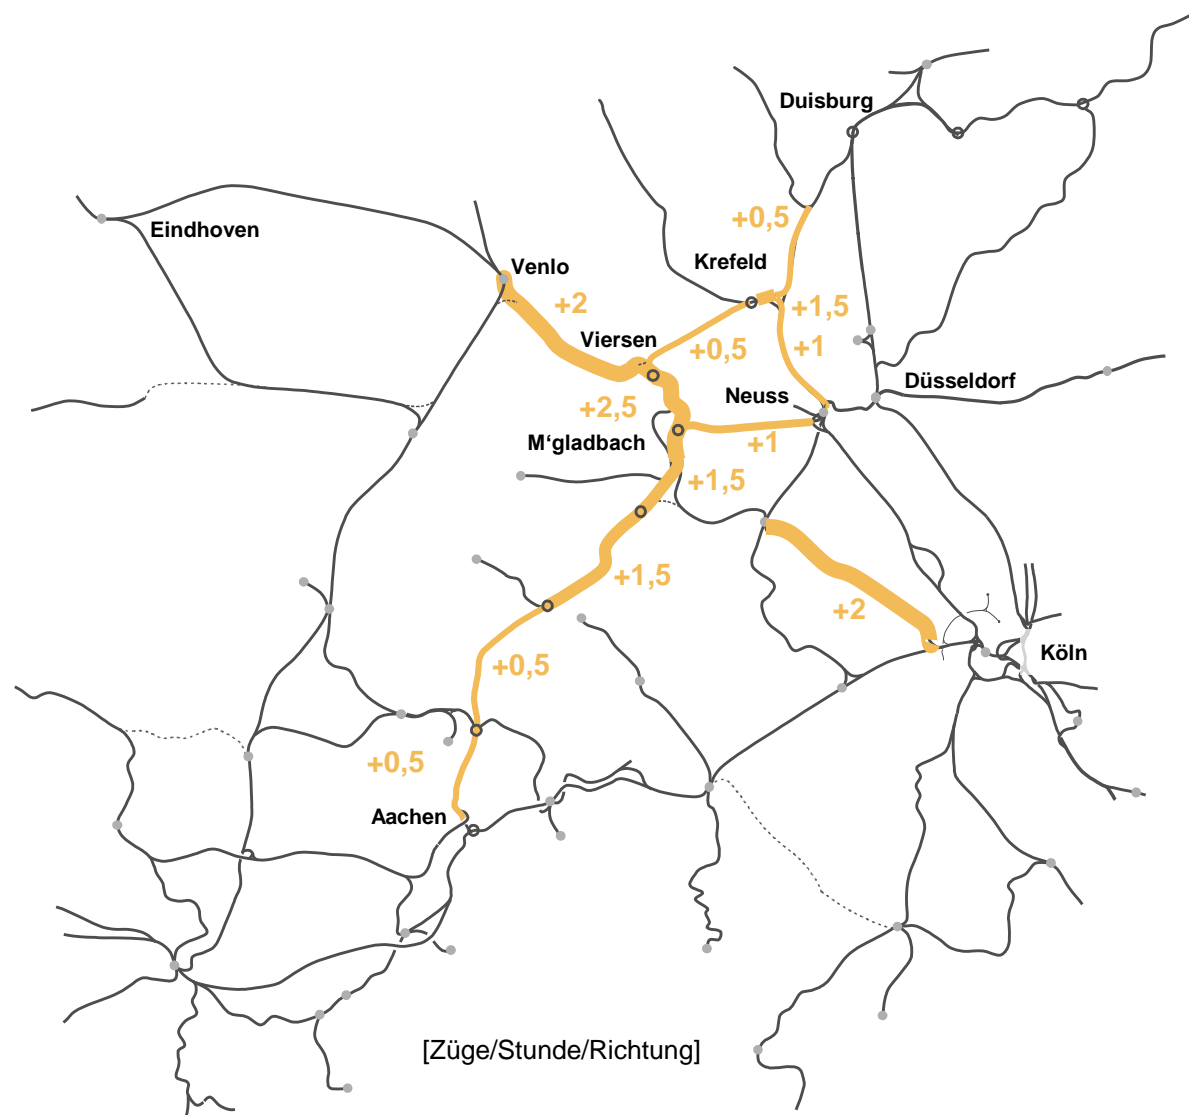 Duisburg
+0,5
Eindhoven
Krefeld
Venlo
+2
+1,5
Viersen
+0,5
+1
Düsseldorf
Neuss
+2,5
M‘gladbach
+1
+1,5
+1,5
+2
+0,5
Köln
+0,5
Aachen
[Züge/Stunde/Richtung]